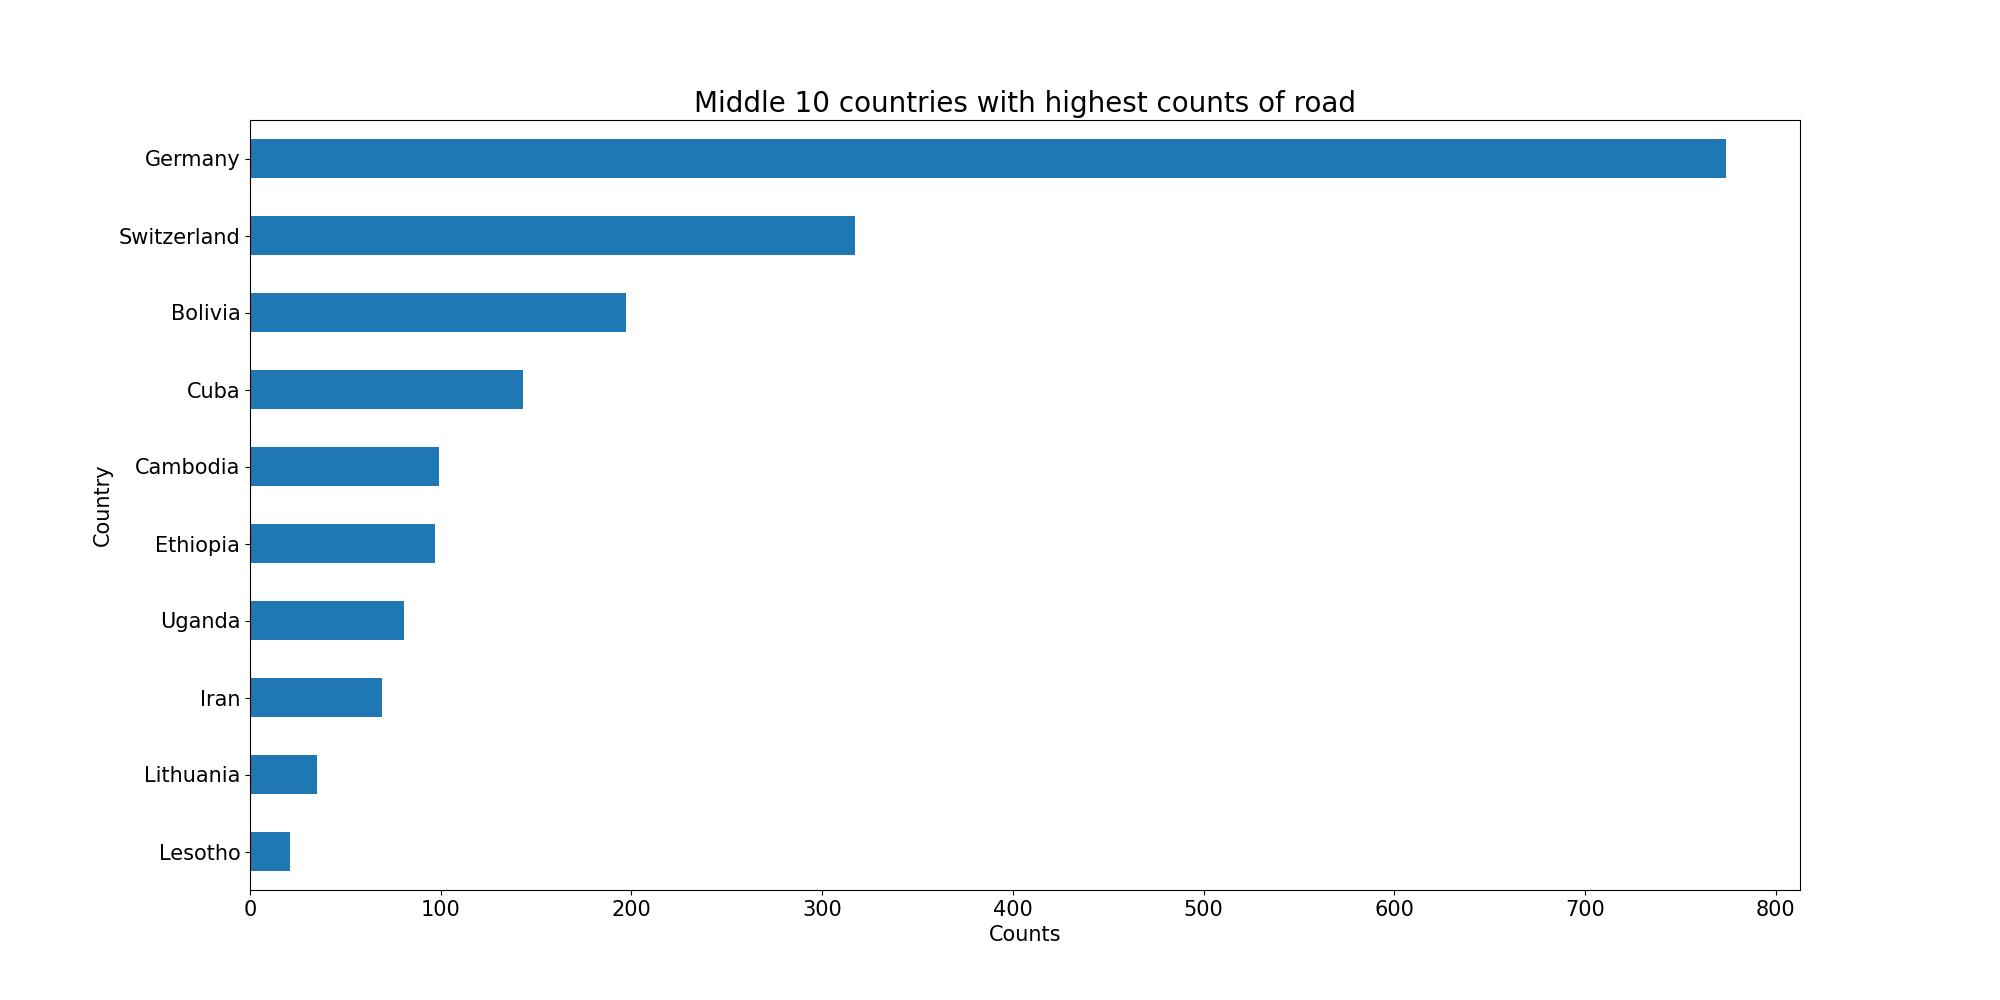 Middle 10 countries with highest counts of road
Germany
Switzerland
Bolivia
Cuba
Cambodia
Ethiopia
Uganda
Iran
Lithuania
Lesotho
Country
0 100 200 300 400 500 600 700 800
Counts